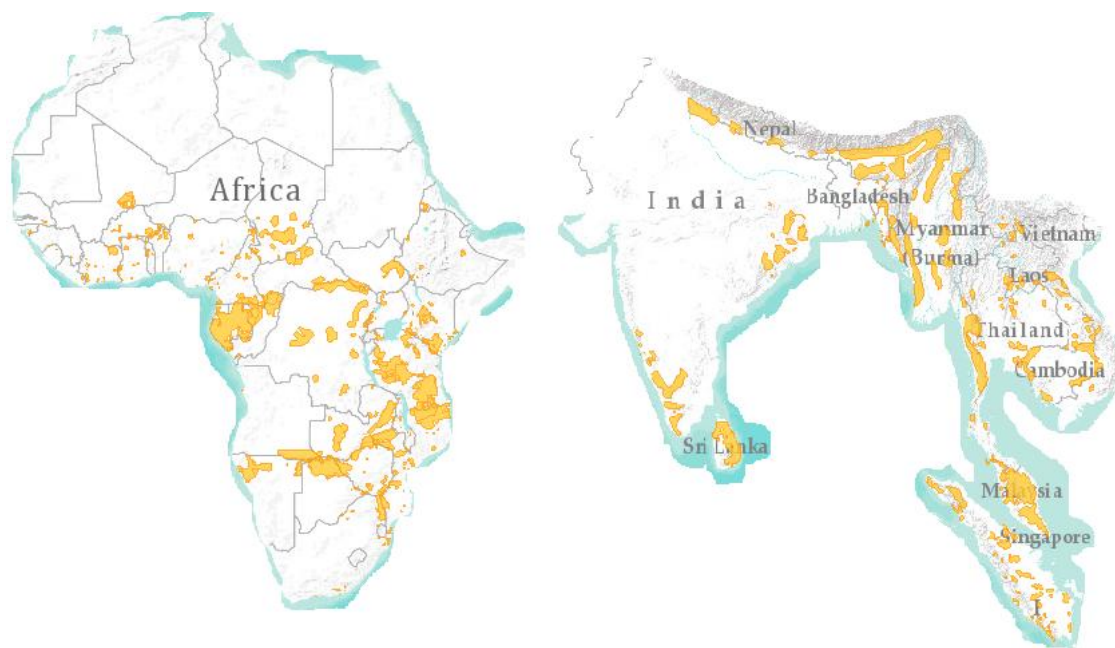 Africa
Nepal
India
Bangladesh
Myanmar
(Burma)
Vietnam
Laos
Thailand
Cambodia
Sri Lanka
Malaysia
Singapore
I